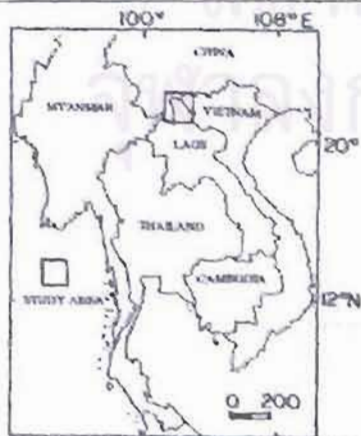 100°
108° E
CHINA
MYANMAR
VIETNAM
LAOS
20°
THAILAND
CAMBODIA
STUDY AREA
12°N
0 200